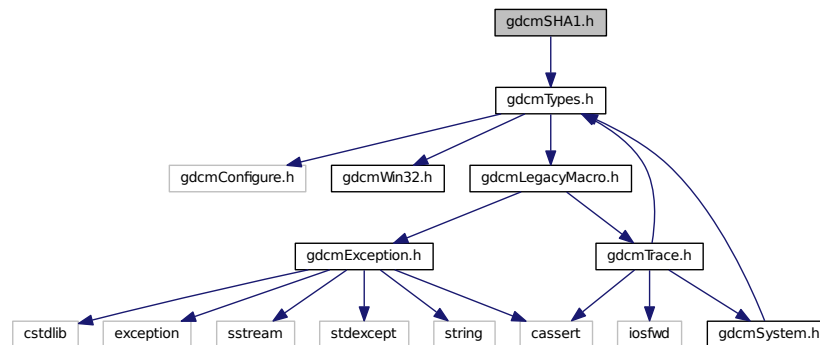 gdcmSHA1.h
gdcmTypes.h
gdcmConfigure.h
gdcmWin32.h
gdcmLegacyMacro.h
gdcmException.h
gdcmTrace.h
cstdlib
exception
sstream
stdexcept
string
cassert
iosfwd
gdcmSystem.h